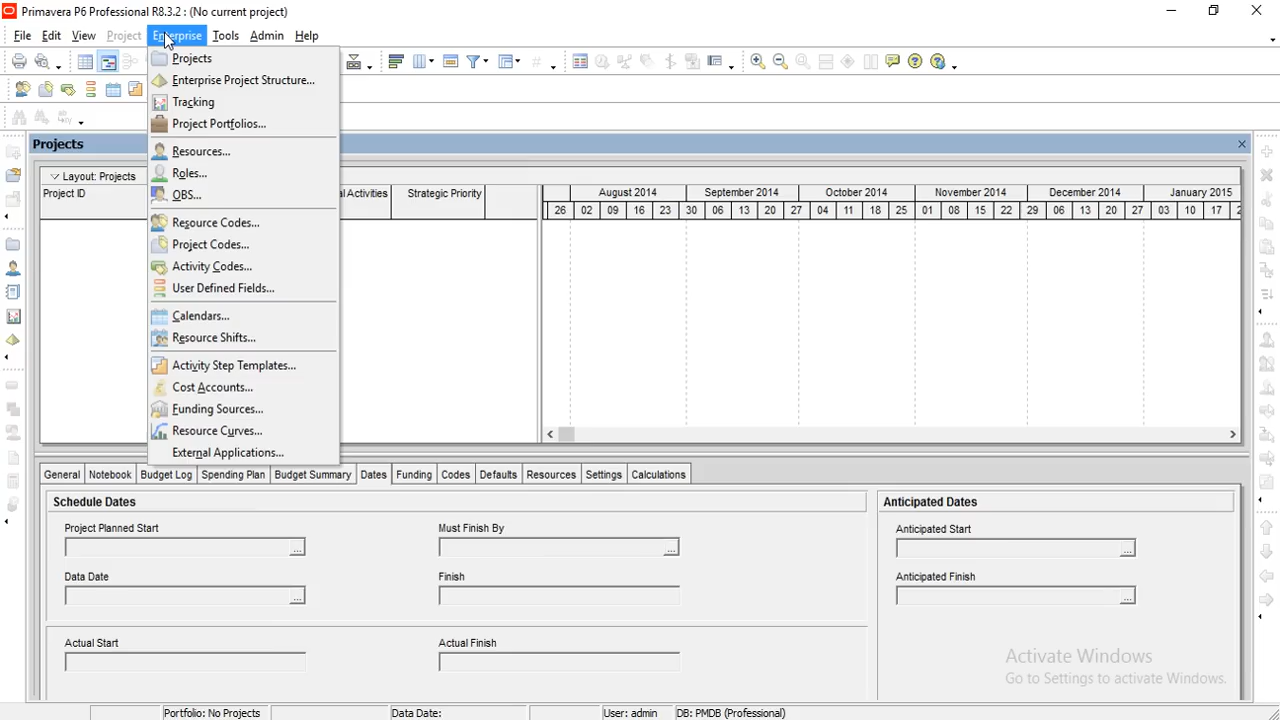 Primavera P6 Professional R8.3.2 : (No current project)
File Edit View Project Enterprise Tools Admin Help
Projects
Enterprise Project Structure...
Tracking
Project Portfolios...
Resources...
Roles...
OBS...
Resource Codes...
Project Codes...
Activity Codes...
User Defined Fields...
Calendars...
Resource Shifts...
Activity Step Templates...
Cost Accounts...
Funding Sources...
Resource Curves...
External Applications...
Projects
Layout: Projects
Project ID Activities Strategic Priority
August 2014 September 2014 October 2014 November 2014 December 2014 January 2015
26 02 09 16 23 30 06 13 20 27 04 11 18 25 01 08 15 22 29 06 13 20 27 03 10 17
General Notebook Budget Log Spending Plan Budget Summary Dates Funding Codes Defaults Resources Settings Calculations
Schedule Dates Anticipated Dates
Project Planned Start Must Finish By Anticipated Start
Data Date Finish Anticipated Finish
Actual Start Actual Finish
Activate Windows
Go to Settings to activate Windows.
Portfolio: No Projects Data Date: User: admin DB: PMDB (Professional)